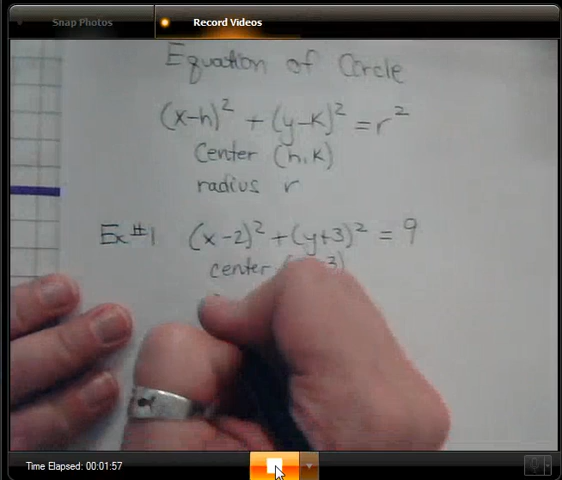 Snap Photos Record Videos
Equation of Circle
(x-h)² + (y-k)² = r²
Center (h,k)
radius r
Ex #1 (x-2)² + (y+3)² = 9
center
Time Elapsed: 00:01:57